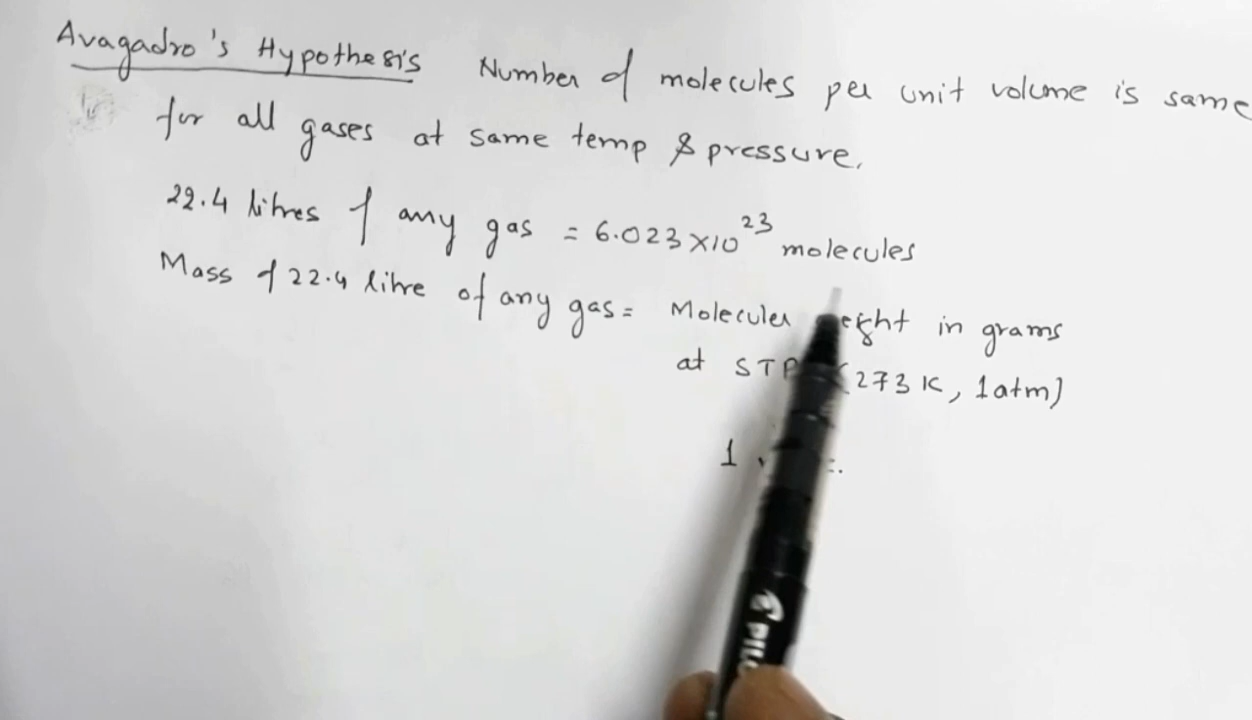 Avagadro's Hypothesis Number of molecules per unit volume is same
for all gases at same temp & pressure.
22.4 litres of any gas = 6.023 X 10^23 molecules
Mass of 22.4 litre of any gas = Moleculer in grams
at STP (273 K, 1atm)
1
PIL